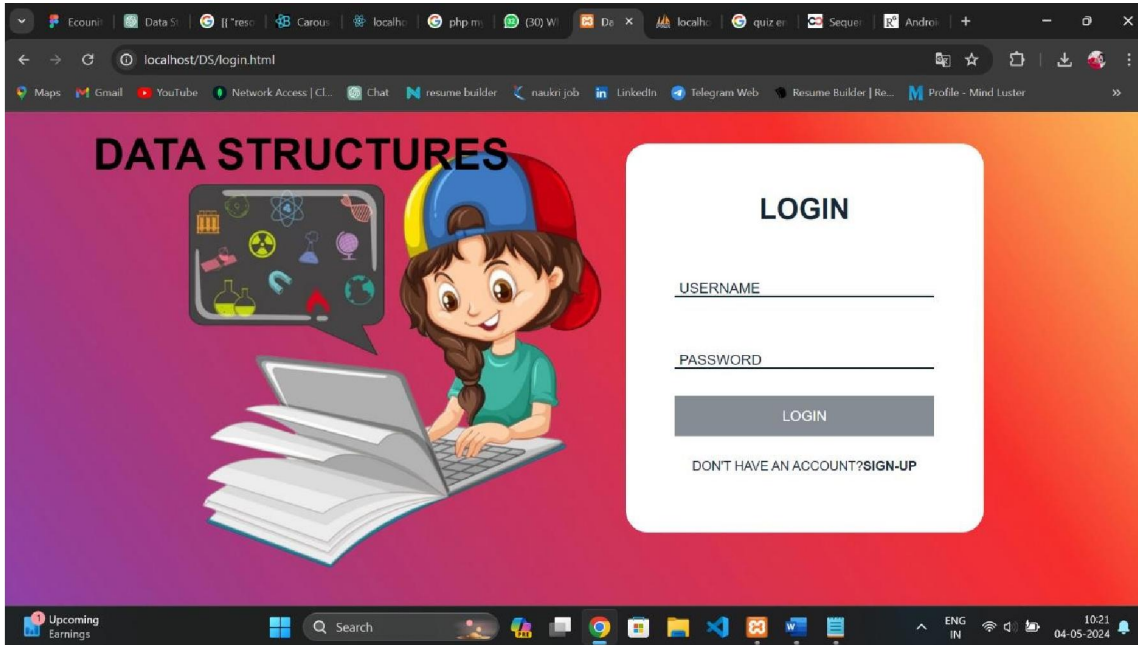 Ecounit
Data St
[{ "reso
Carous
localho
php m
(30) W
Da
localho
quiz en
Sequen
Androi
localhost/DS/login.html
Maps
Gmail
YouTube
Network Access | Cl...
Chat
resume builder
naukri job
LinkedIn
Telegram Web
Resume Builder | Re...
Profile - Mind Luster
DATA STRUCTURES
4
LOGIN
USERNAME
PASSWORD
LOGIN
DON'T HAVE AN ACCOUNT?SIGN-UP
1
Upcoming
Earnings
Search
PRE
ENG
IN
10:21
04-05-2024